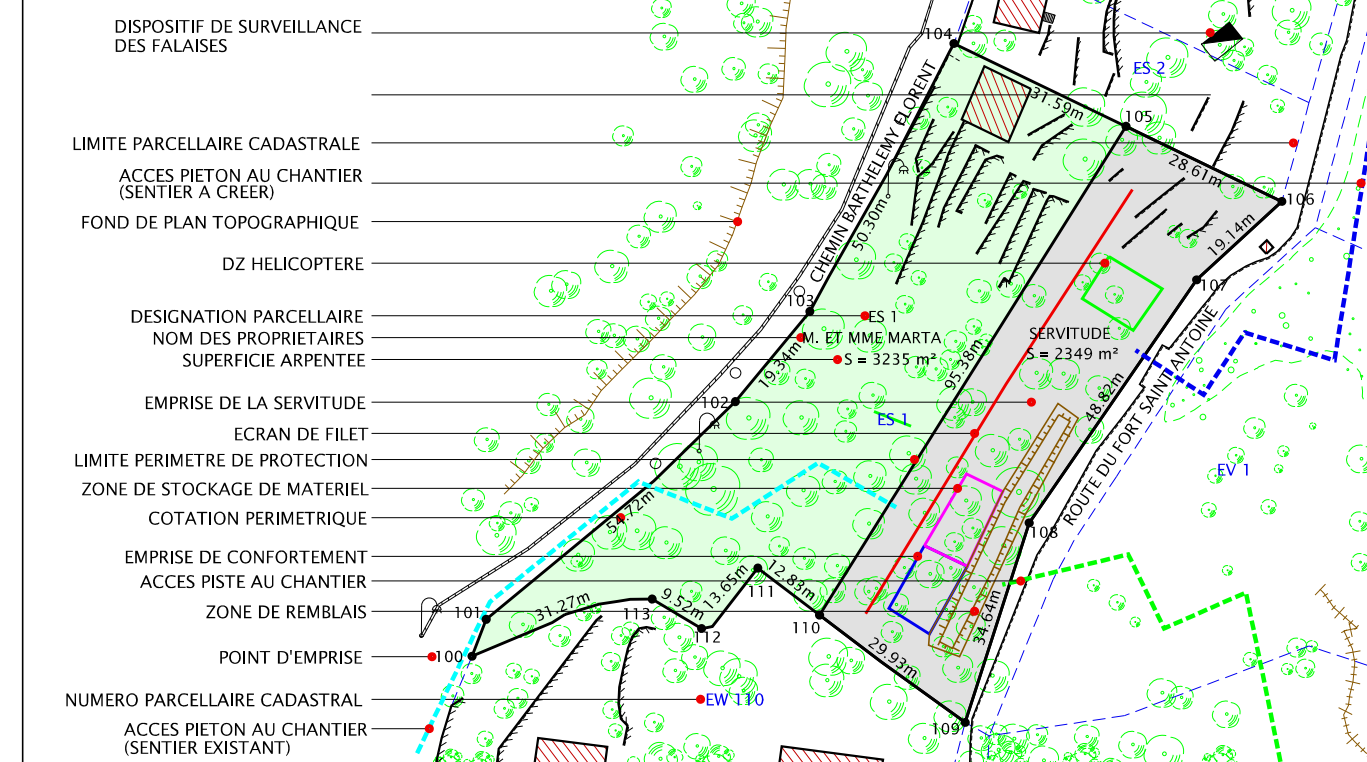 DISPOSITIF DE SURVEILLANCE
DES FALAISES
LIMITE PARCELLAIRE CADASTRALE
ACCES PIETON AU CHANTIER
(SENTIER A CREER)
FOND DE PLAN TOPOGRAPHIQUE
DZ HELICOPTERE
DESIGNATION PARCELLAIRE
NOM DES PROPRIETAIRES
SUPERFICIE ARPENTEE
EMPRISE DE LA SERVITUDE
ECRAN DE FILET
LIMITE PERIMETRE DE PROTECTION
ZONE DE STOCKAGE DE MATERIEL
COTATION PERIMETRIQUE
EMPRISE DE CONFORTEMENT
ACCES PISTE AU CHANTIER
ZONE DE REMBLAIS
POINT D'EMPRISE
NUMERO PARCELLAIRE CADASTRAL
ACCES PIETON AU CHANTIER
(SENTIER EXISTANT)
104
31.59m
ES 2
105
28.61m
106
19.14m
107
CHEMIN BARTHELEMY FLORENT
50.30m
103
ES 1
M. ET MME MARTA
S = 3235 m²
SERVITUDE
S = 2349 m²
19.34m
95.38m
48.82m
ROUTE DU FORT SAINT ANTOINE
102
ES 1
EV 1
54.72m
108
101
31.27m
113
9.52m
112
13.65m
111
12.83m
110
34.64m
29.93m
100
109
EW 110